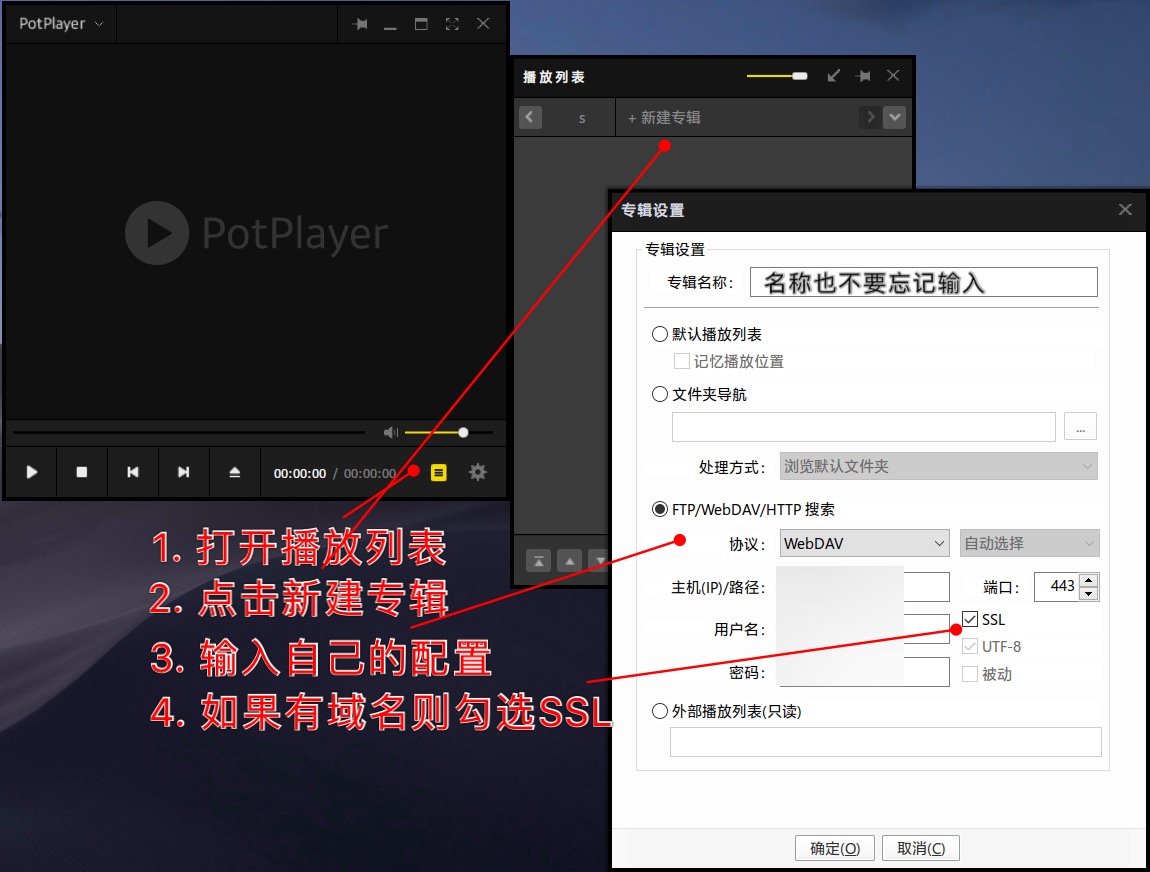 PotPlayer
PotPlayer
00:00:00 / 00:00:00
播放列表
s
+ 新建专辑
专辑设置
专辑设置
专辑名称: 名称也不要忘记输入
默认播放列表
记忆播放位置
文件夹导航
...
处理方式: 浏览默认文件夹
FTP/WebDAV/HTTP 搜索
协议: WebDAV 自动选择
主机(IP)/路径: 端口: 443
SSL
用户名:
UTF-8
密码: 被动
外部播放列表(只读)
确定(O) 取消(C)
1. 打开播放列表
2. 点击新建专辑
3. 输入自己的配置
4. 如果有域名则勾选SSL